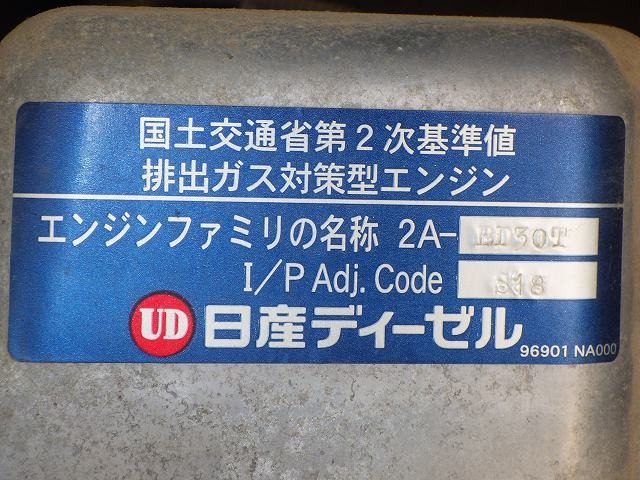 国土交通省第2次基準値
排出ガス対策型エンジン
エンジンファミリの名称 2A-BD30T
I/P Adj. Code S18
UD 日産ディーゼル
96901 NA000